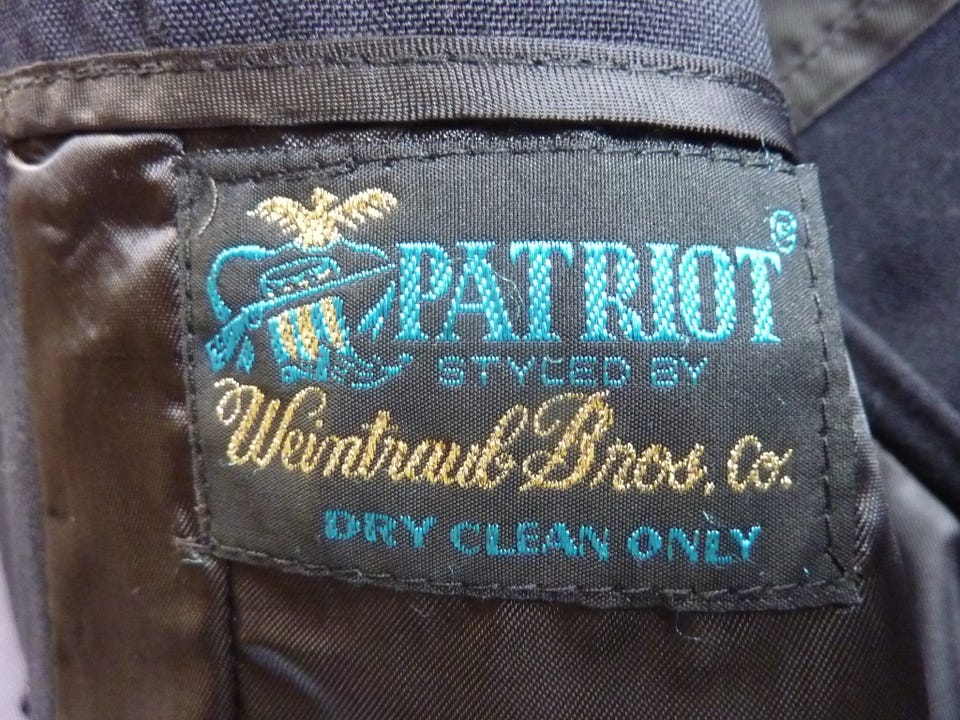 PATRIOT®
STYLED BY
Weintraub Bros. Co.
DRY CLEAN ONLY